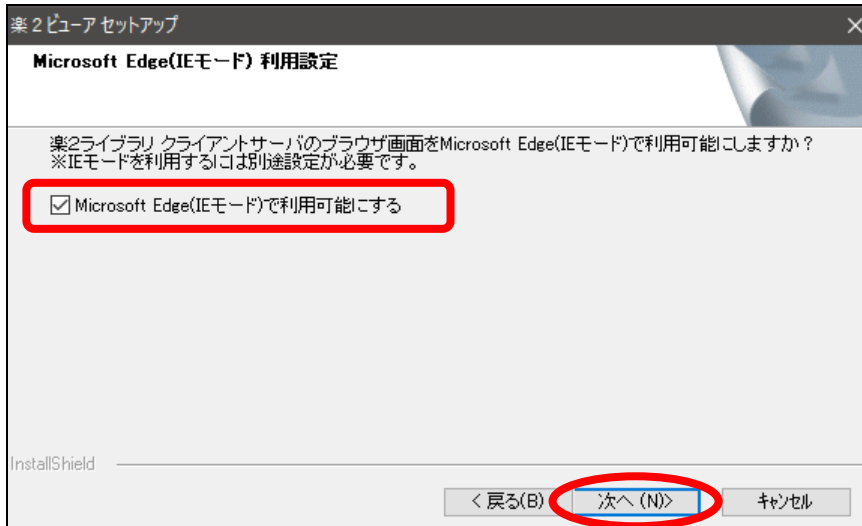 楽2ビューア セットアップ
Microsoft Edge(IEモード) 利用設定
楽2ライブラリ クライアントサーバのブラウザ画面をMicrosoft Edge(IEモード)で利用可能にしますか？
※IEモードを利用するには別途設定が必要です。
Microsoft Edge(IEモード)で利用可能にする
InstallShield
< 戻る(B) 次へ (N)> キャンセル